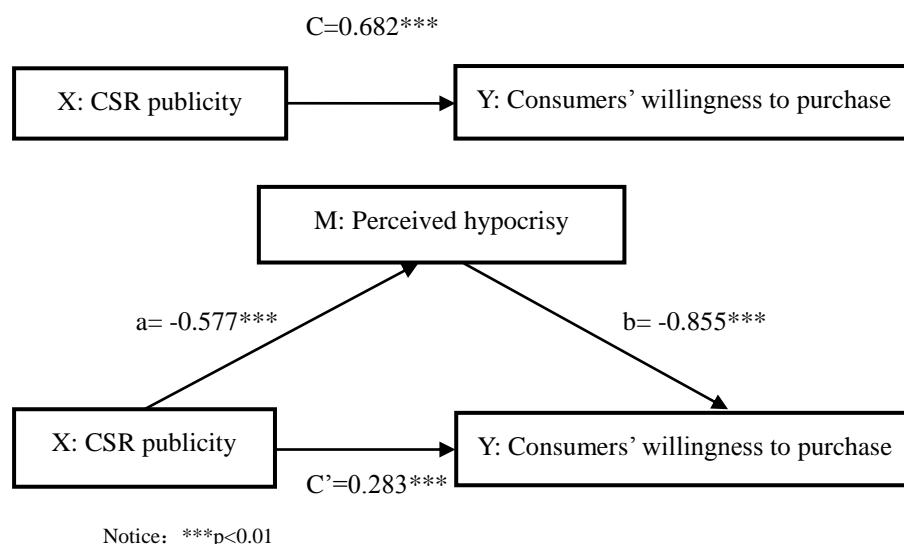 C=0.682***
X: CSR publicity
Y: Consumers’ willingness to purchase
M: Perceived hypocrisy
a= -0.577***
b= -0.855***
X: CSR publicity
Y: Consumers’ willingness to purchase
C’=0.283***
Notice：***p<0.01